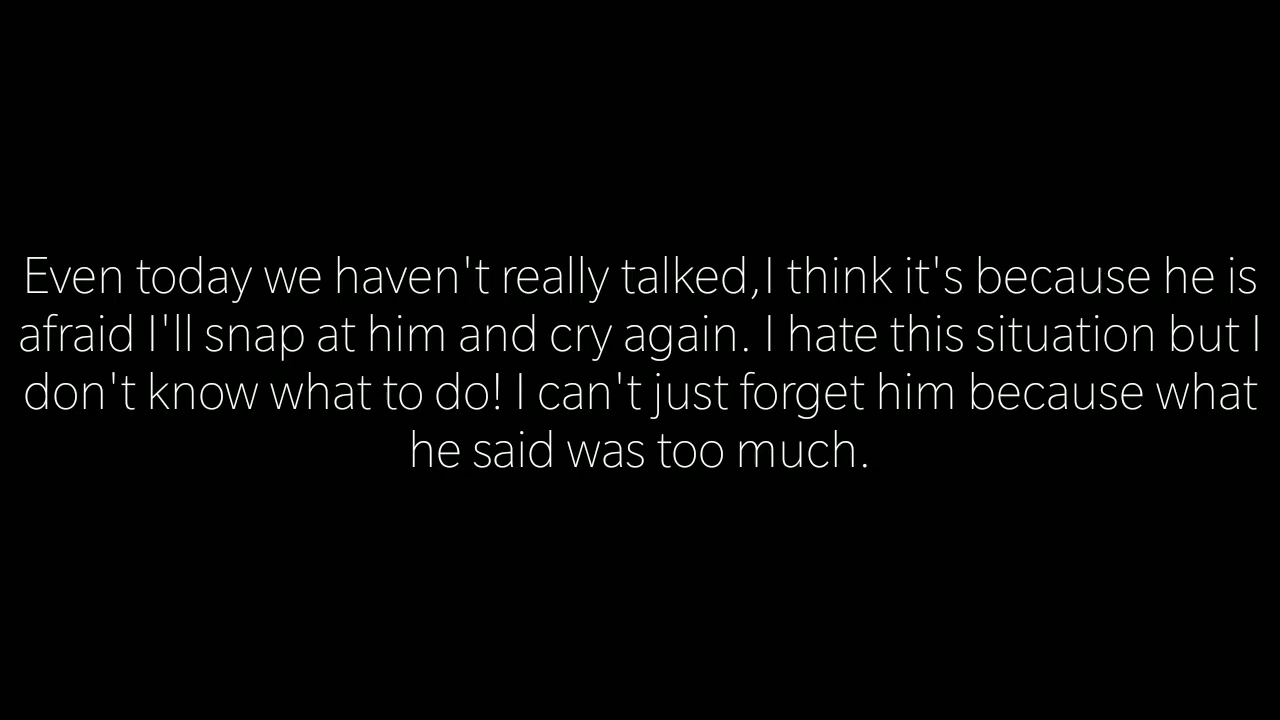 Even today we haven't really talked,I think it's because he is
afraid I'll snap at him and cry again. I hate this situation but I
don't know what to do! I can't just forget him because what
he said was too much.